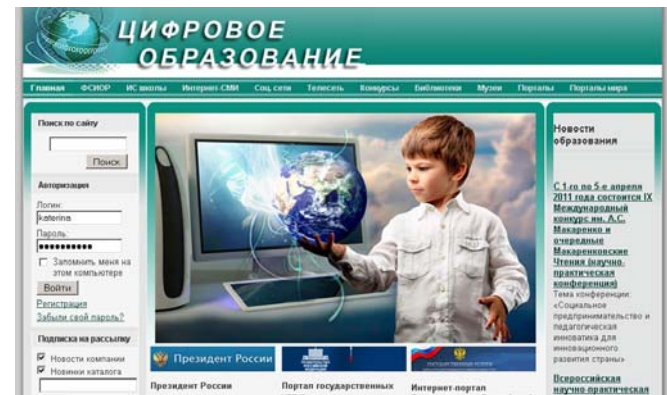 ЦИФРОВОЕ
ОБРАЗОВАНИЕ
Главная ФСИОР ИС школы Интернет-СМИ Соц. сети Телесеть Конкурсы Библиотеки Музеи Порталы Порталы мира
Поиск по сайту
Поиск
Авторизация
Логин:
katerina
Пароль:
Запомнить меня на
этом компьютере
Войти
Регистрация
Забыли свой пароль?
Подписка на рассылку
Новости компании
Новинки каталога
Президент России
Президент России
Портал государственных
Интернет-портал
Новости
образования
С 1-го по 5-е апреля
2011 года состоится IX
Международный
конкурс им. А.С.
Макаренко и
очередные
Макаренковские
Чтения (научно-
практическая
конференция)
Тема конференции:
«Социальное
предпринимательство и
педагогическая
инноватика для
инновационного
развития страны»
Всероссийская
научно-практическая